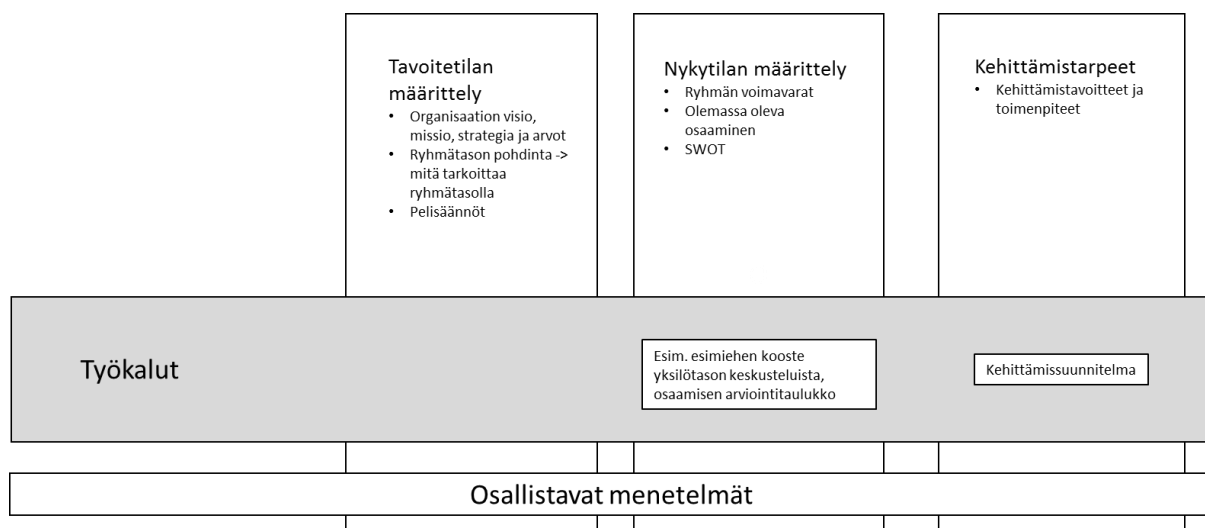 Tavoitetilan
määrittely
• Organisaation visio,
missio, strategia ja arvot
• Ryhmätason pohdinta ->
mitä tarkoittaa
ryhmätasolla
• Pelisäännöt
Nykytilan määrittely
• Ryhmän voimavarat
• Olemassa oleva
osaaminen
• SWOT
Kehittämistarpeet
• Kehittämistavoitteet ja
toimenpiteet
Työkalut
Esim. esimiehen kooste
yksilötason keskusteluista,
osaamisen arviointitaulukko
Kehittämissuunnitelma
Osallistavat menetelmät